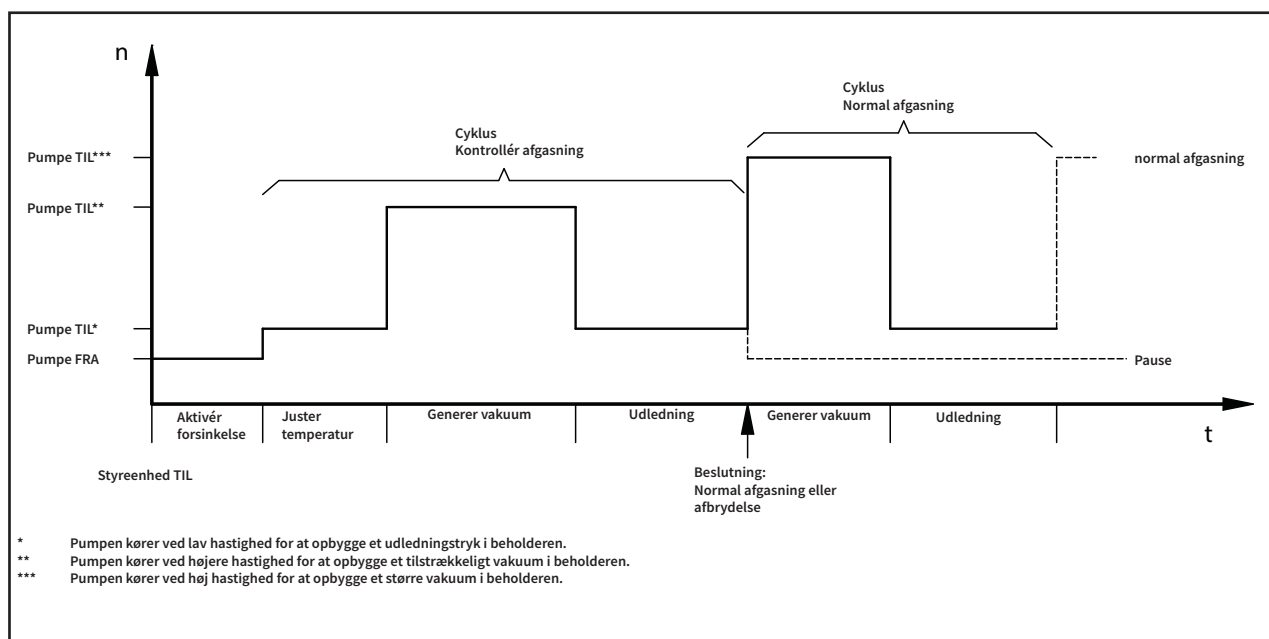 n
Cyklus
Normal afgasning
Cyklus
Kontrollér afgasning
Pumpe TIL***
normal afgasning
Pumpe TIL**
Pumpe TIL*
Pumpe FRA
Pause
Aktivér
forsinkelse
Juster
temperatur
Generer vakuum
Udledning
Generer vakuum
Udledning
t
Styreenhed TIL
Beslutning:
Normal afgasning eller
afbrydelse
* Pumpen kører ved lav hastighed for at opbygge et udledningstryk i beholderen.
** Pumpen kører ved højere hastighed for at opbygge et tilstrækkeligt vakuum i beholderen.
*** Pumpen kører ved høj hastighed for at opbygge et større vakuum i beholderen.